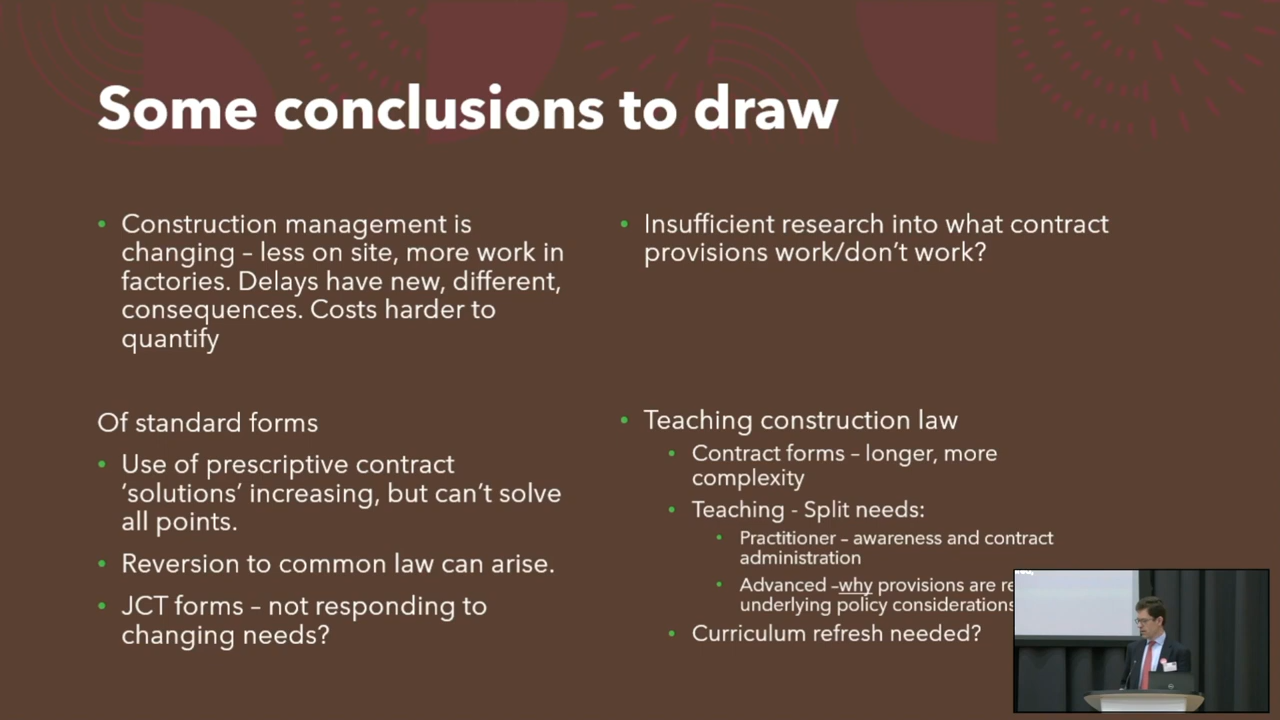 Some conclusions to draw
• Construction management is
changing – less on site, more work in
factories. Delays have new, different,
consequences. Costs harder to
quantify
Of standard forms
• Use of prescriptive contract
‘solutions’ increasing, but can’t solve
all points.
• Reversion to common law can arise.
• JCT forms – not responding to
changing needs?
• Insufficient research into what contract
provisions work/don’t work?
• Teaching construction law
• Contract forms – longer, more
complexity
• Teaching - Split needs:
• Practitioner – awareness and contract
administration
• Advanced –why provisions are
underlying policy considerations
• Curriculum refresh needed?